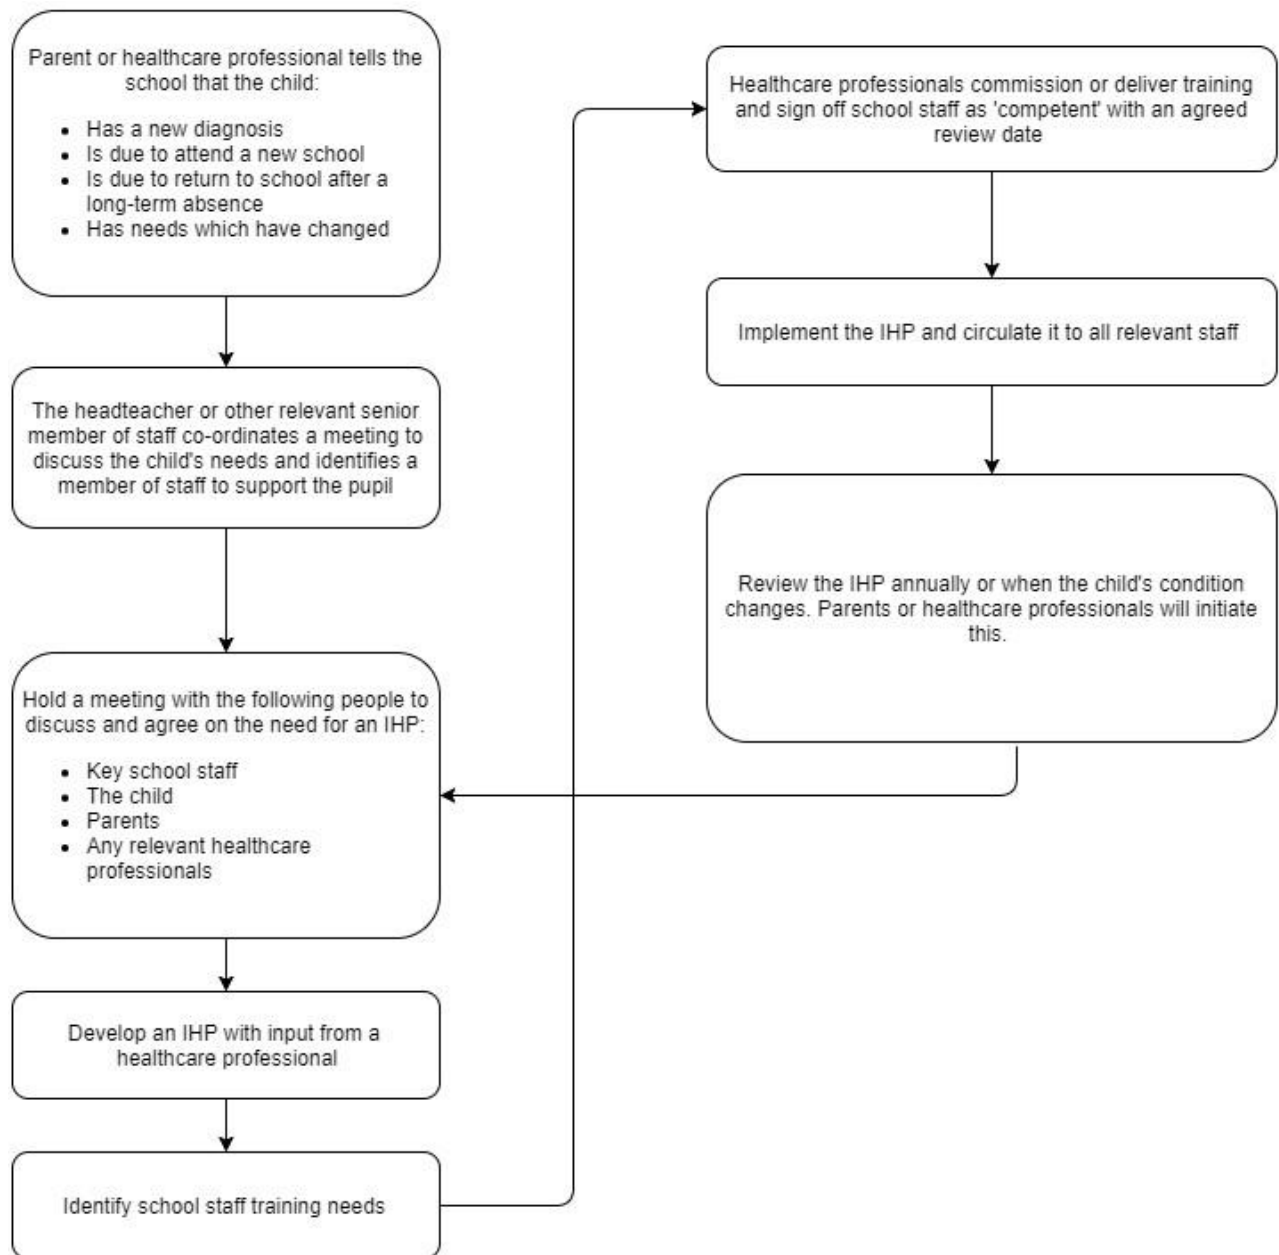 Parent or healthcare professional tells the
school that the child:
• Has a new diagnosis
• Is due to attend a new school
• Is due to return to school after a
long-term absence
• Has needs which have changed
The headteacher or other relevant senior
member of staff co-ordinates a meeting to
discuss the child's needs and identifies a
member of staff to support the pupil
Hold a meeting with the following people to
discuss and agree on the need for an IHP:
• Key school staff
• The child
• Parents
• Any relevant healthcare
professionals
Develop an IHP with input from a
healthcare professional
Identify school staff training needs
Healthcare professionals commission or deliver training
and sign off school staff as 'competent' with an agreed
review date
Implement the IHP and circulate it to all relevant staff
Review the IHP annually or when the child's condition
changes. Parents or healthcare professionals will initiate
this.